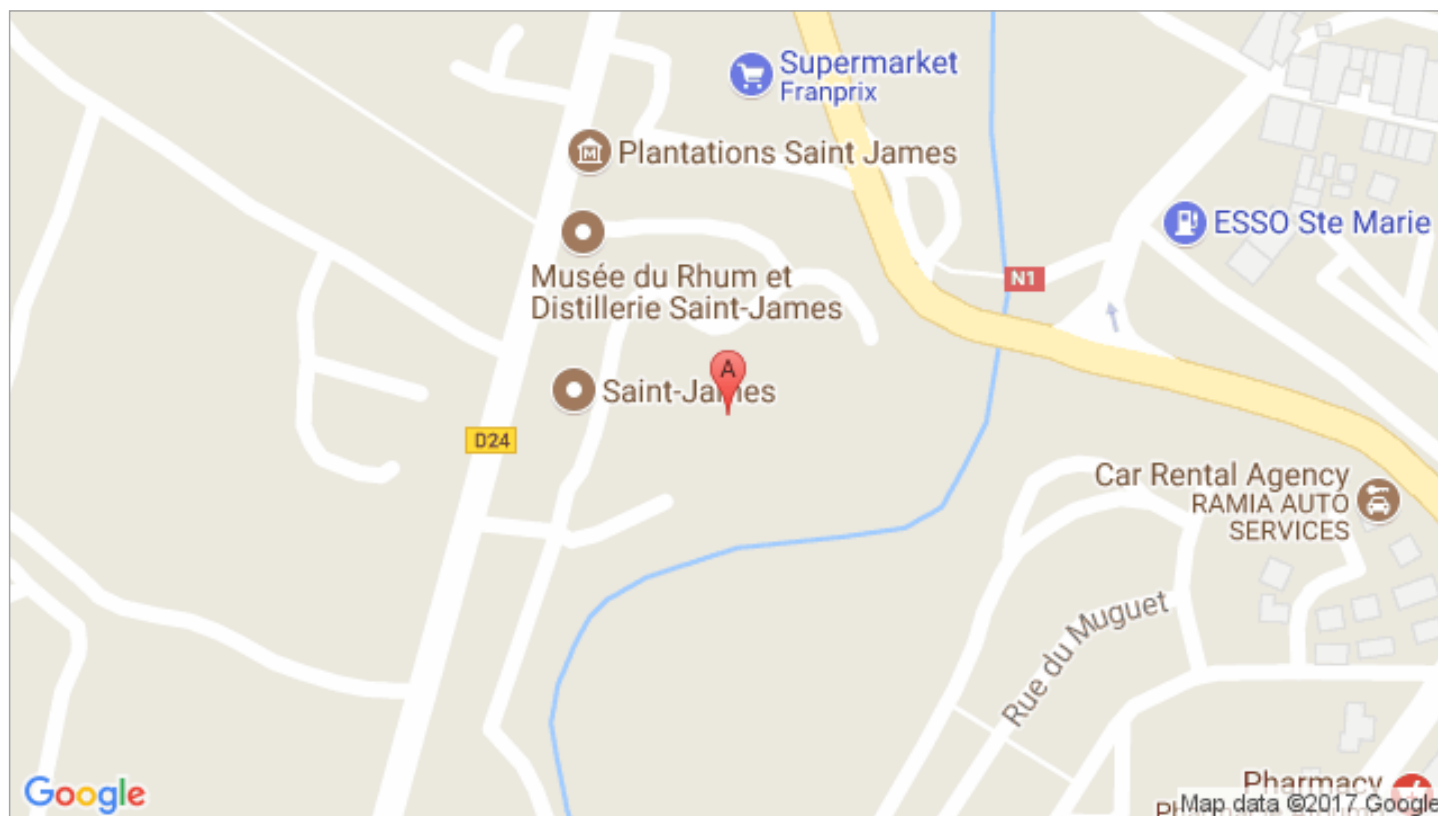 Supermarket
Franprix
Plantations Saint James
ESSO Ste Marie
Musée du Rhum et
Distillerie Saint-James
N1
A
Saint-James
D24
Car Rental Agency
RAMIA AUTO
SERVICES
Rue du Muguet
Pharmacy
Google
Map data ©2017 Google